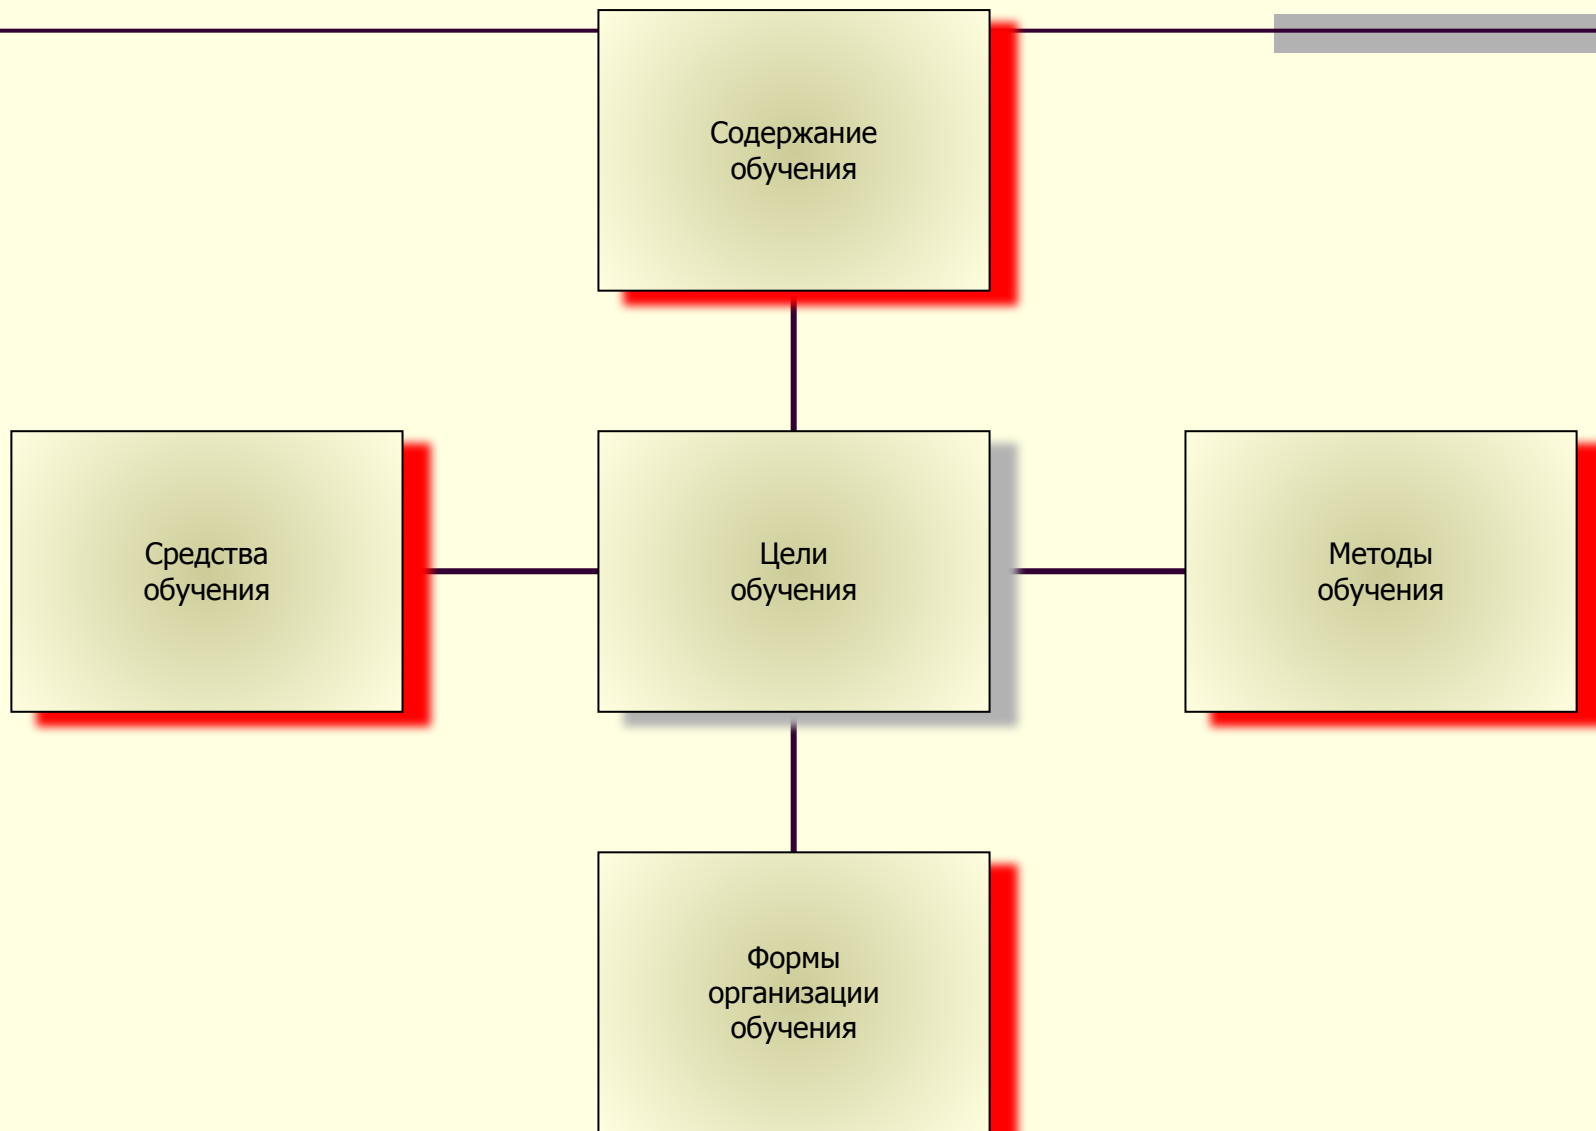 Содержание
обучения
Средства
обучения
Цели
обучения
Методы
обучения
Формы
организации
обучения